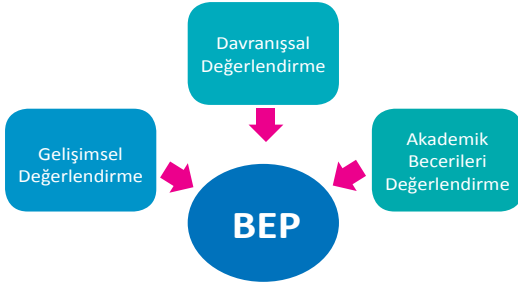 Davranışsal
Değerlendirme
Gelişimsel
Değerlendirme
Akademik
Becerileri
Değerlendirme
BEP